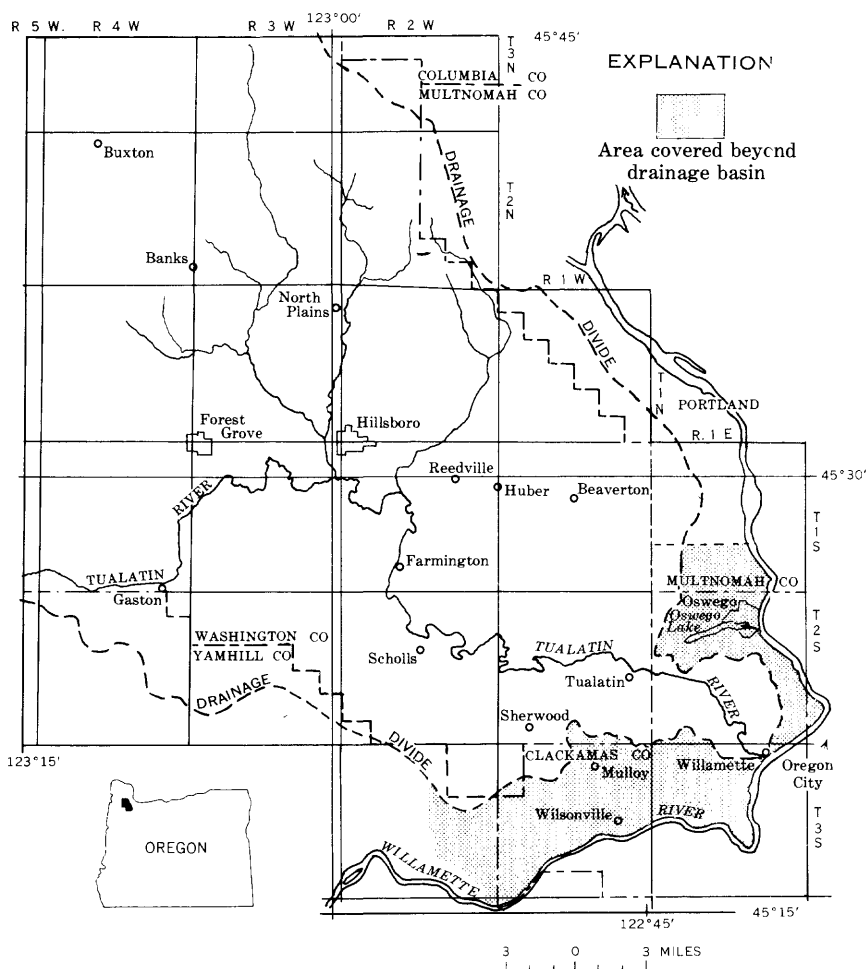 R 5 W. R 4 W R 3 W 123°00' R 2 W
45°45'
T 3 N
EXPLANATION
COLUMBIA CO
MULTNOMAH CO
Area covered beyond
drainage basin
Buxton
DRAINAGE
T 2 N
Banks
R 1 W
North
Plains
DIVIDE
T 1 N
PORTLAND
Forest
Grove
Hillsboro
R. 1 E
Reedville
45°30'
Huber
Beaverton
RIVER
T 1 S
Farmington
TUALATIN
MULTNOMAH CO
Gaston
Oswego
Oswego
Lake
WASHINGTON CO
YAMHILL CO
T 2 S
Scholls
TUALATIN
DRAINAGE
Tualatin
RIVER
Sherwood
DIVIDE
CLACKAMAS CO
Willamette
123°15'
Oregon
City
Mulloy
Wilsonville
RIVER
T 3 S
OREGON
WILLAMETTE
122°45'
45°15'
3 0 3 MILES